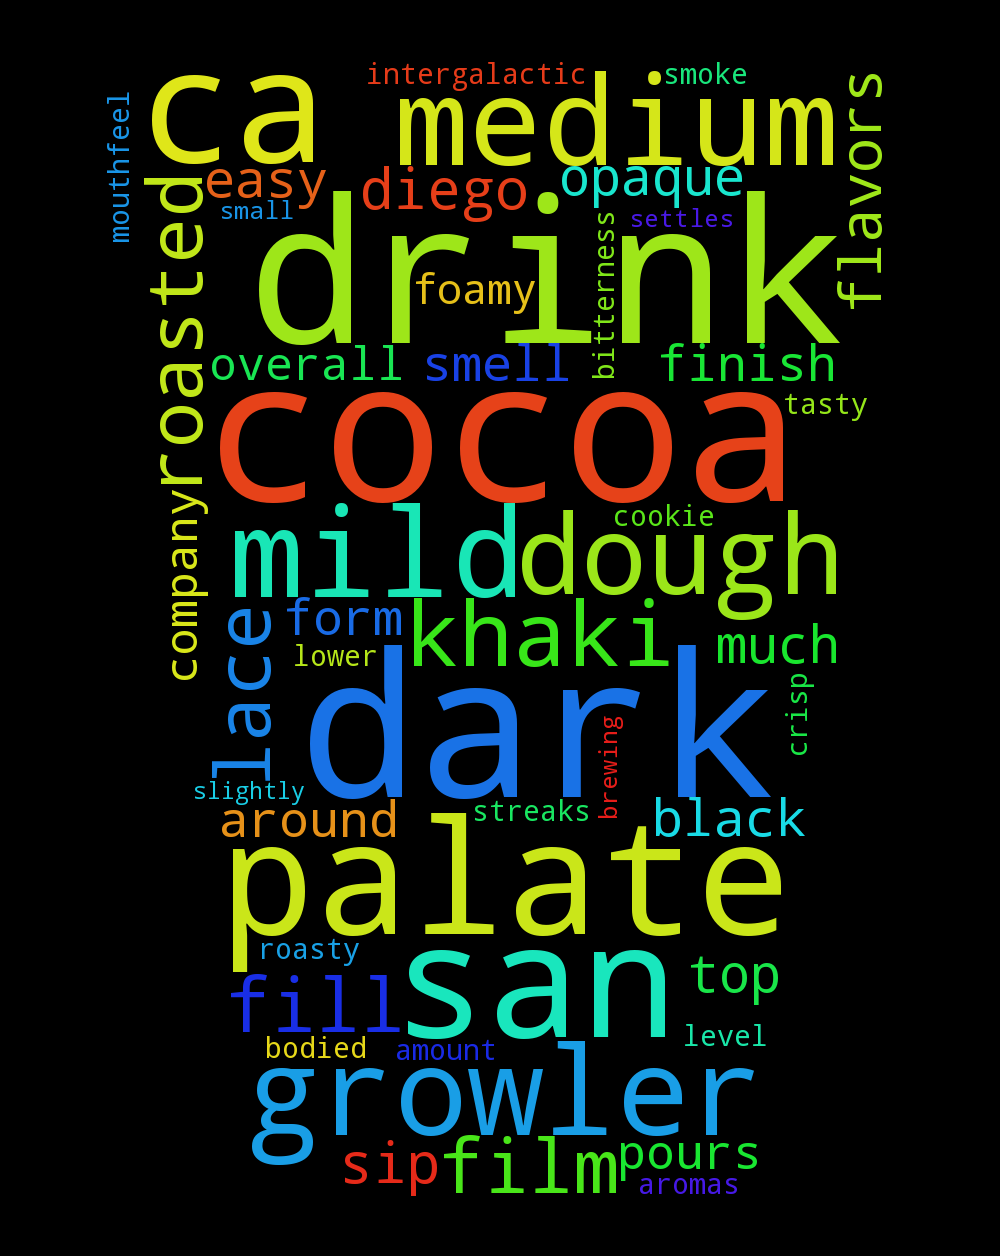 intergalactic smoke
ca medium
mouthfeel
flavors
easy diego opaque
small settles
roasted
drink
foamy
bitterness
overall smell finish
cocoa
tasty
company
cookie
mild dough
form khaki much
lower
lace
dark
crisp
brewing
slightly streaks
around black
palate
roasty
san
fill top
level
bodied amount
growler
sip film pours
aromas